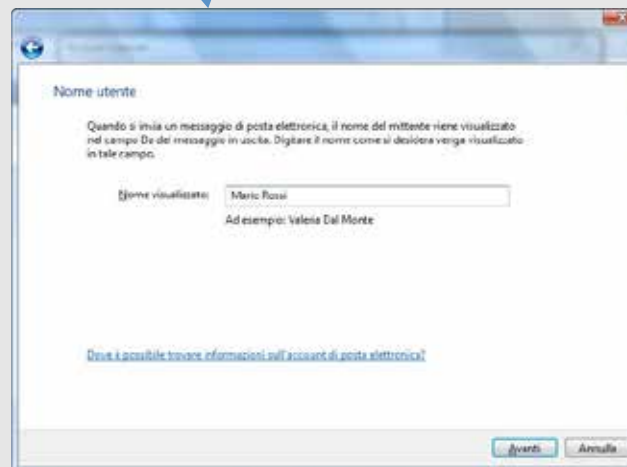 Nome utente
Quando si invia un messaggio di posta elettronica, il nome del mittente viene visualizzato
nel campo Da del messaggio in uscita. Digitare il nome come si desidera venga visualizzato
in tale campo.
Nome visualizzato: Mario Rossi
Ad esempio: Valeria Dal Monte
Dove è possibile trovare informazioni sull'account di posta elettronica?
Avanti Annulla